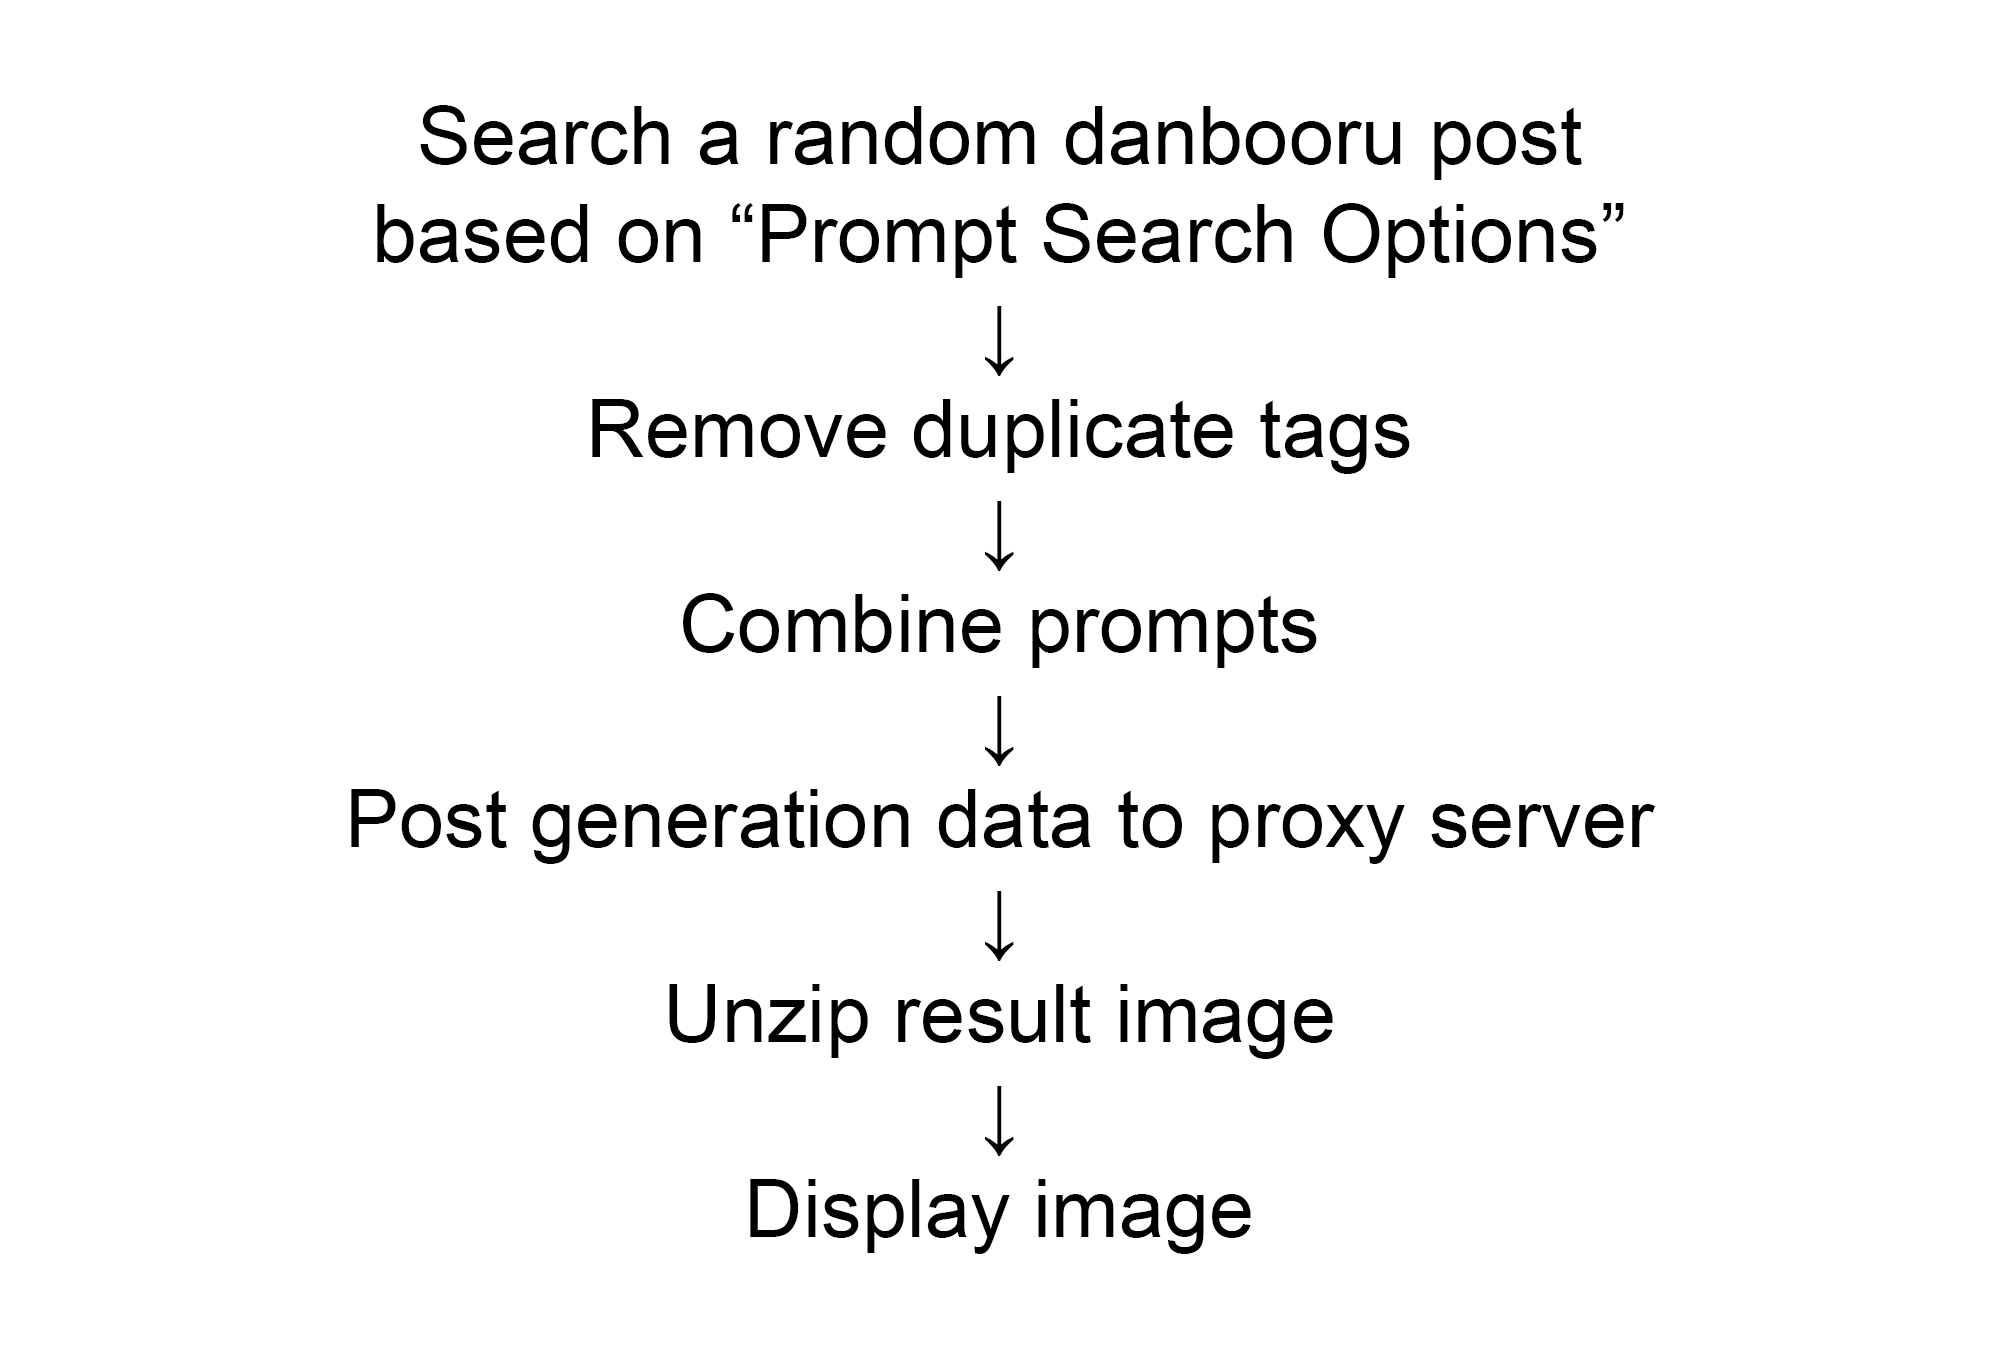 Search a random danbooru post
based on “Prompt Search Options”
↓
Remove duplicate tags
↓
Combine prompts
↓
Post generation data to proxy server
↓
Unzip result image
↓
Display image